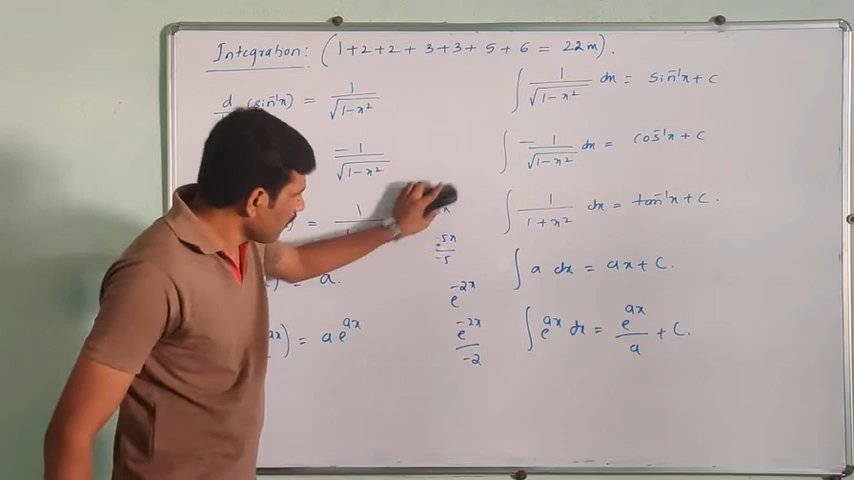 Integration: (1+2+2+3+3+5+6 = 22m).
d (sin⁻¹x) = 1/√(1-x²)
∫ 1/√(1-x²) dx = sin⁻¹x + C
-1/√(1-x²)
∫ -1/√(1-x²) dx = cos⁻¹x + C
= 1
∫ 1/(1+x²) dx = tan⁻¹x + C.
e^(-5x)/-5
) = a.
∫ a dx = ax + C.
e^(-2x)
ax) = a e^(ax)
e^(-2x)/-2
∫ e^(ax) dx = e^(ax)/a + C.